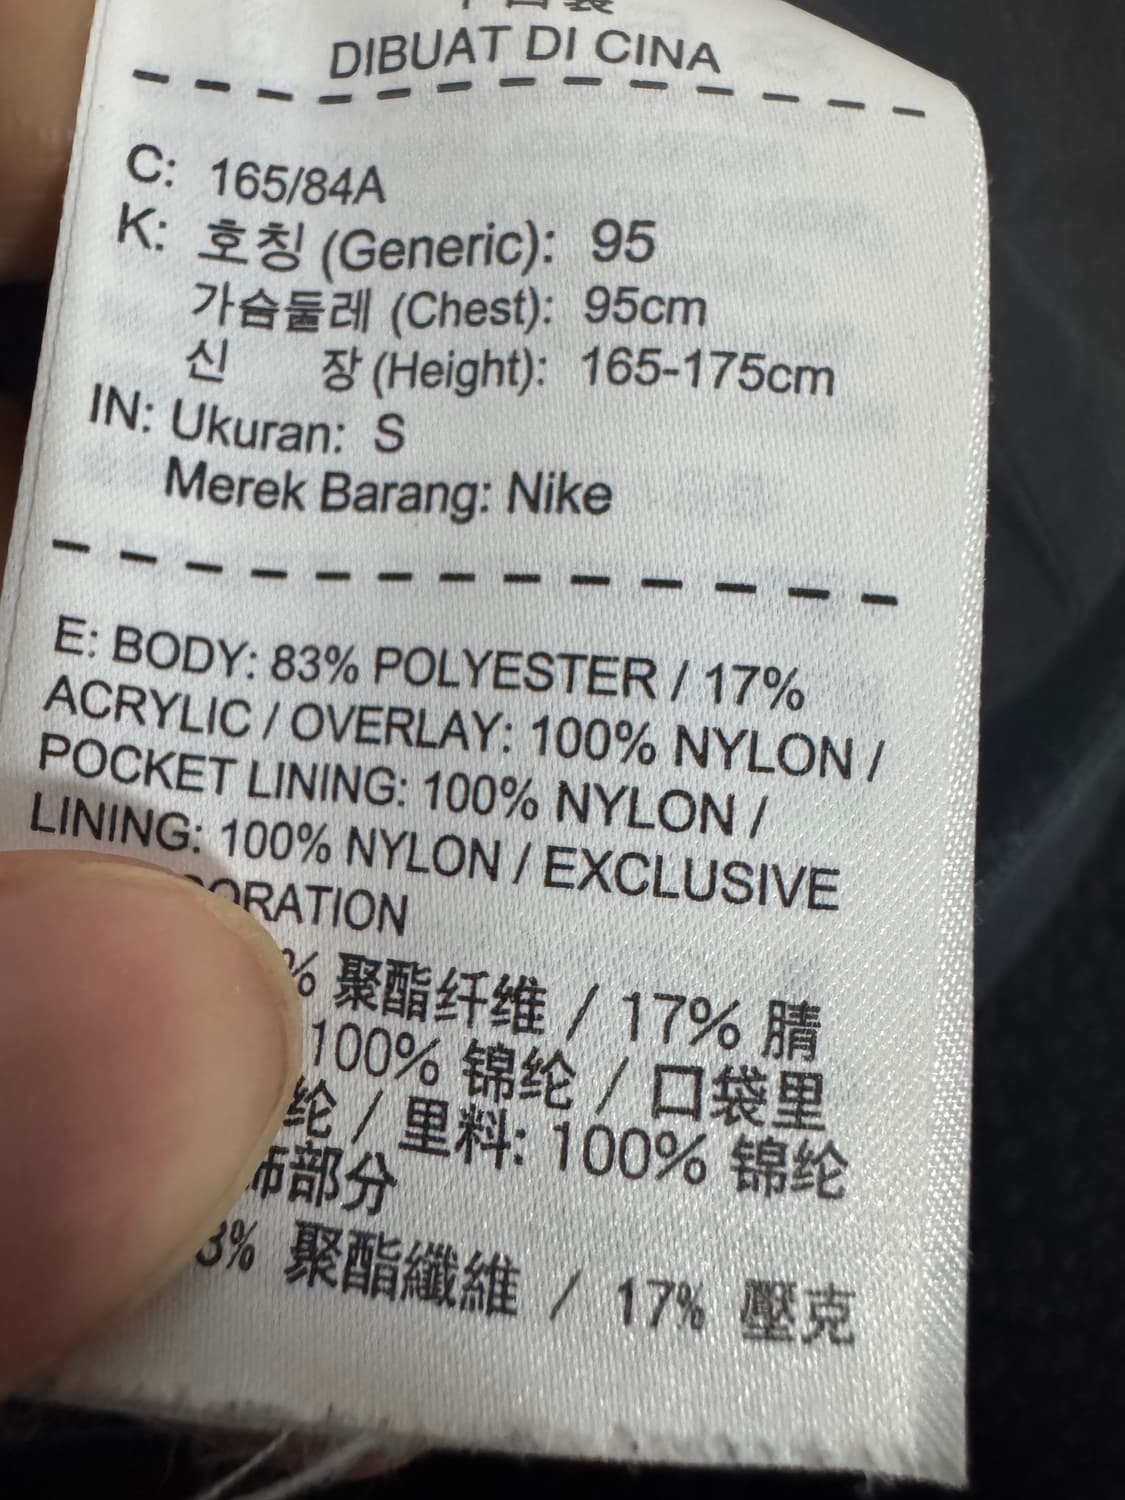 DIBUAT DI CINA
C: 165/84A
K: 호칭 (Generic): 95
가슴둘레 (Chest): 95cm
신 장 (Height): 165-175cm
IN: Ukuran: S
Merek Barang: Nike
E: BODY: 83% POLYESTER / 17%
ACRYLIC / OVERLAY: 100% NYLON /
POCKET LINING: 100% NYLON /
LINING: 100% NYLON / EXCLUSIVE
ORATION
% 聚酯纤维 / 17% 腈
100% 锦纶 / 口袋里
纶 / 里料: 100% 锦纶
饰部分
3% 聚酯纖維 / 17% 壓克